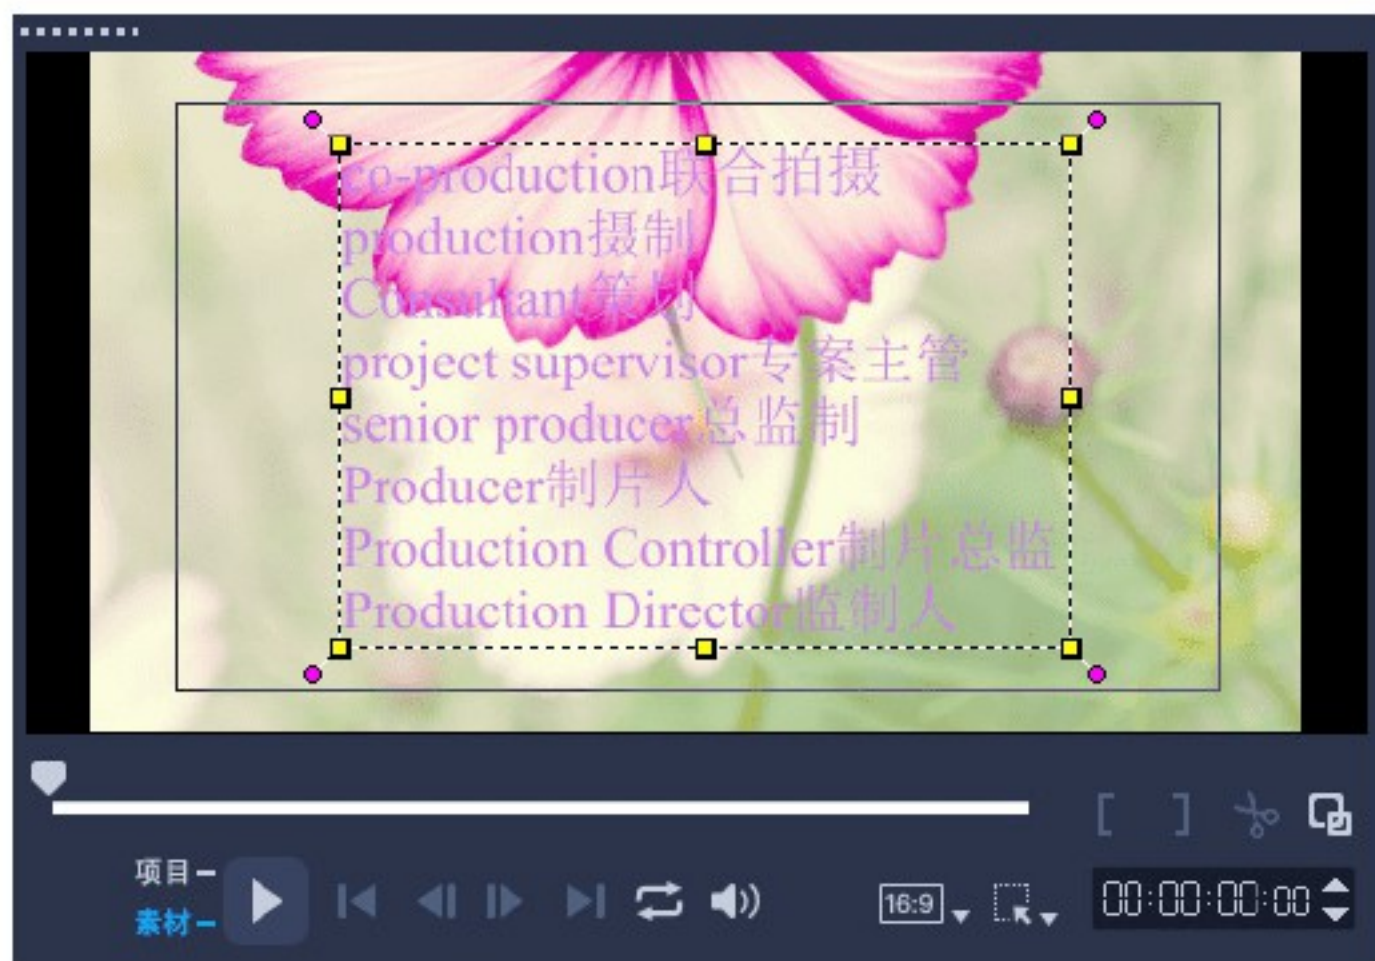 co-production联合拍摄
production摄制
Consultant策划
project supervisor专案主管
senior producer总监制
Producer制片人
Production Controller制片总监
Production Director监制人
项目
素材
16:9
00:00:00:00